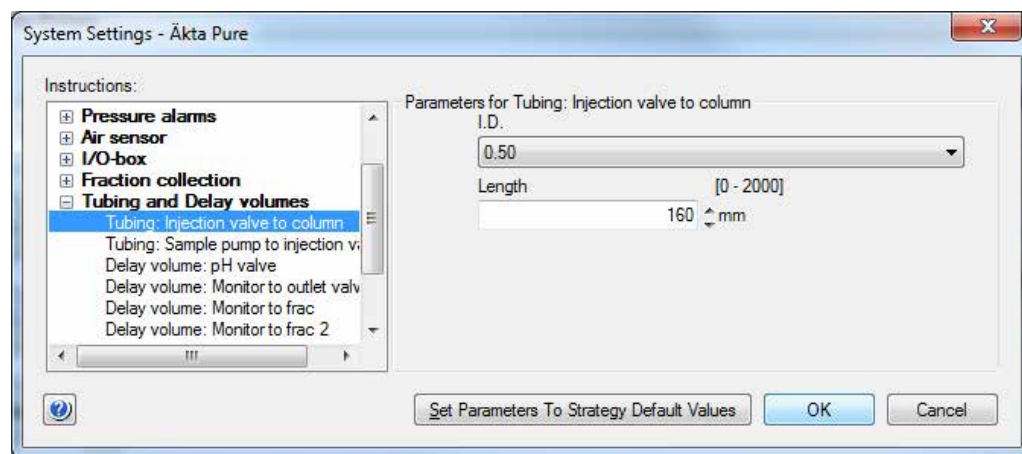 System Settings - Äkta Pure
Instructions:
Pressure alarms
Air sensor
I/O-box
Fraction collection
Tubing and Delay volumes
Tubing: Injection valve to column
Tubing: Sample pump to injection va
Delay volume: pH valve
Delay volume: Monitor to outlet valv
Delay volume: Monitor to frac
Delay volume: Monitor to frac 2
Parameters for Tubing: Injection valve to column
I.D.
0.50
Length [0 - 2000]
160 mm
Set Parameters To Strategy Default Values OK Cancel